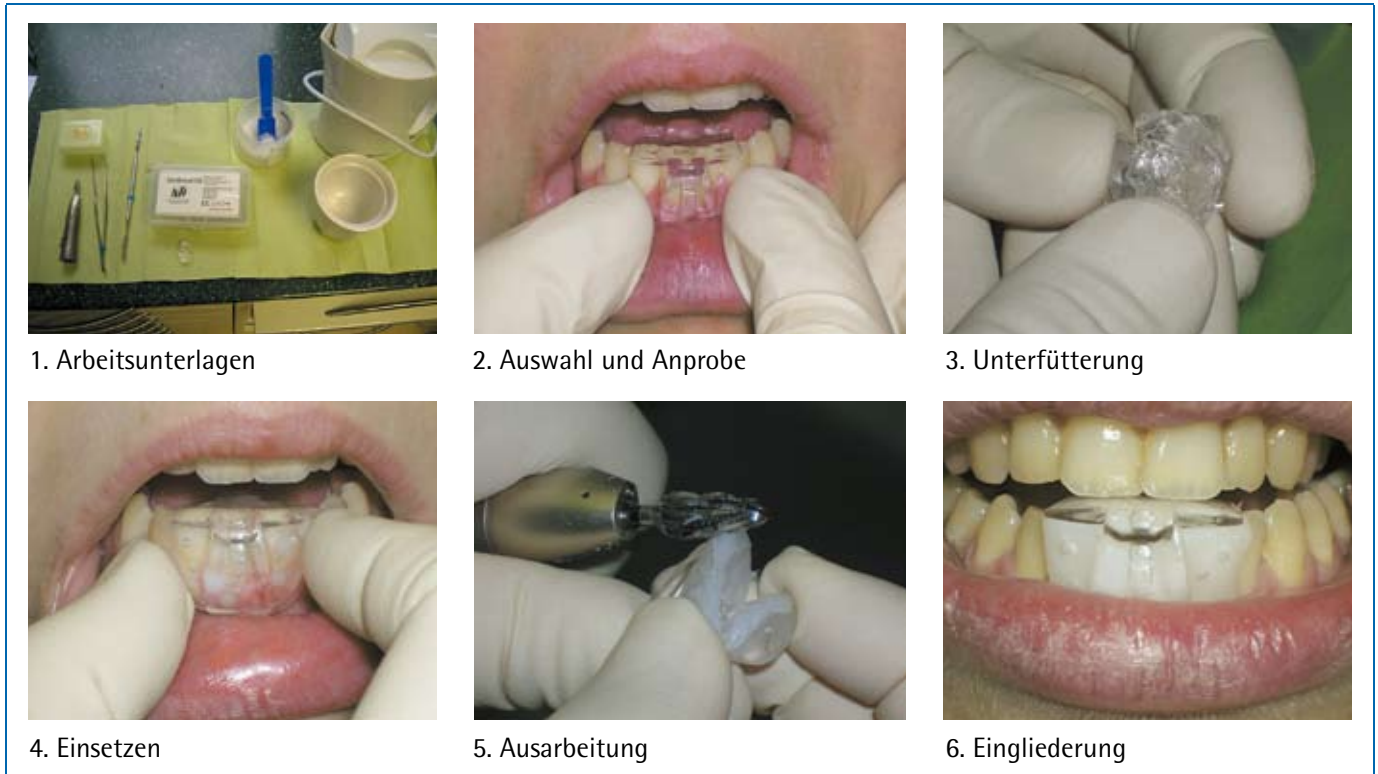 1. Arbeitsunterlagen
2. Auswahl und Anprobe
3. Unterfütterung
4. Einsetzen
5. Ausarbeitung
6. Eingliederung